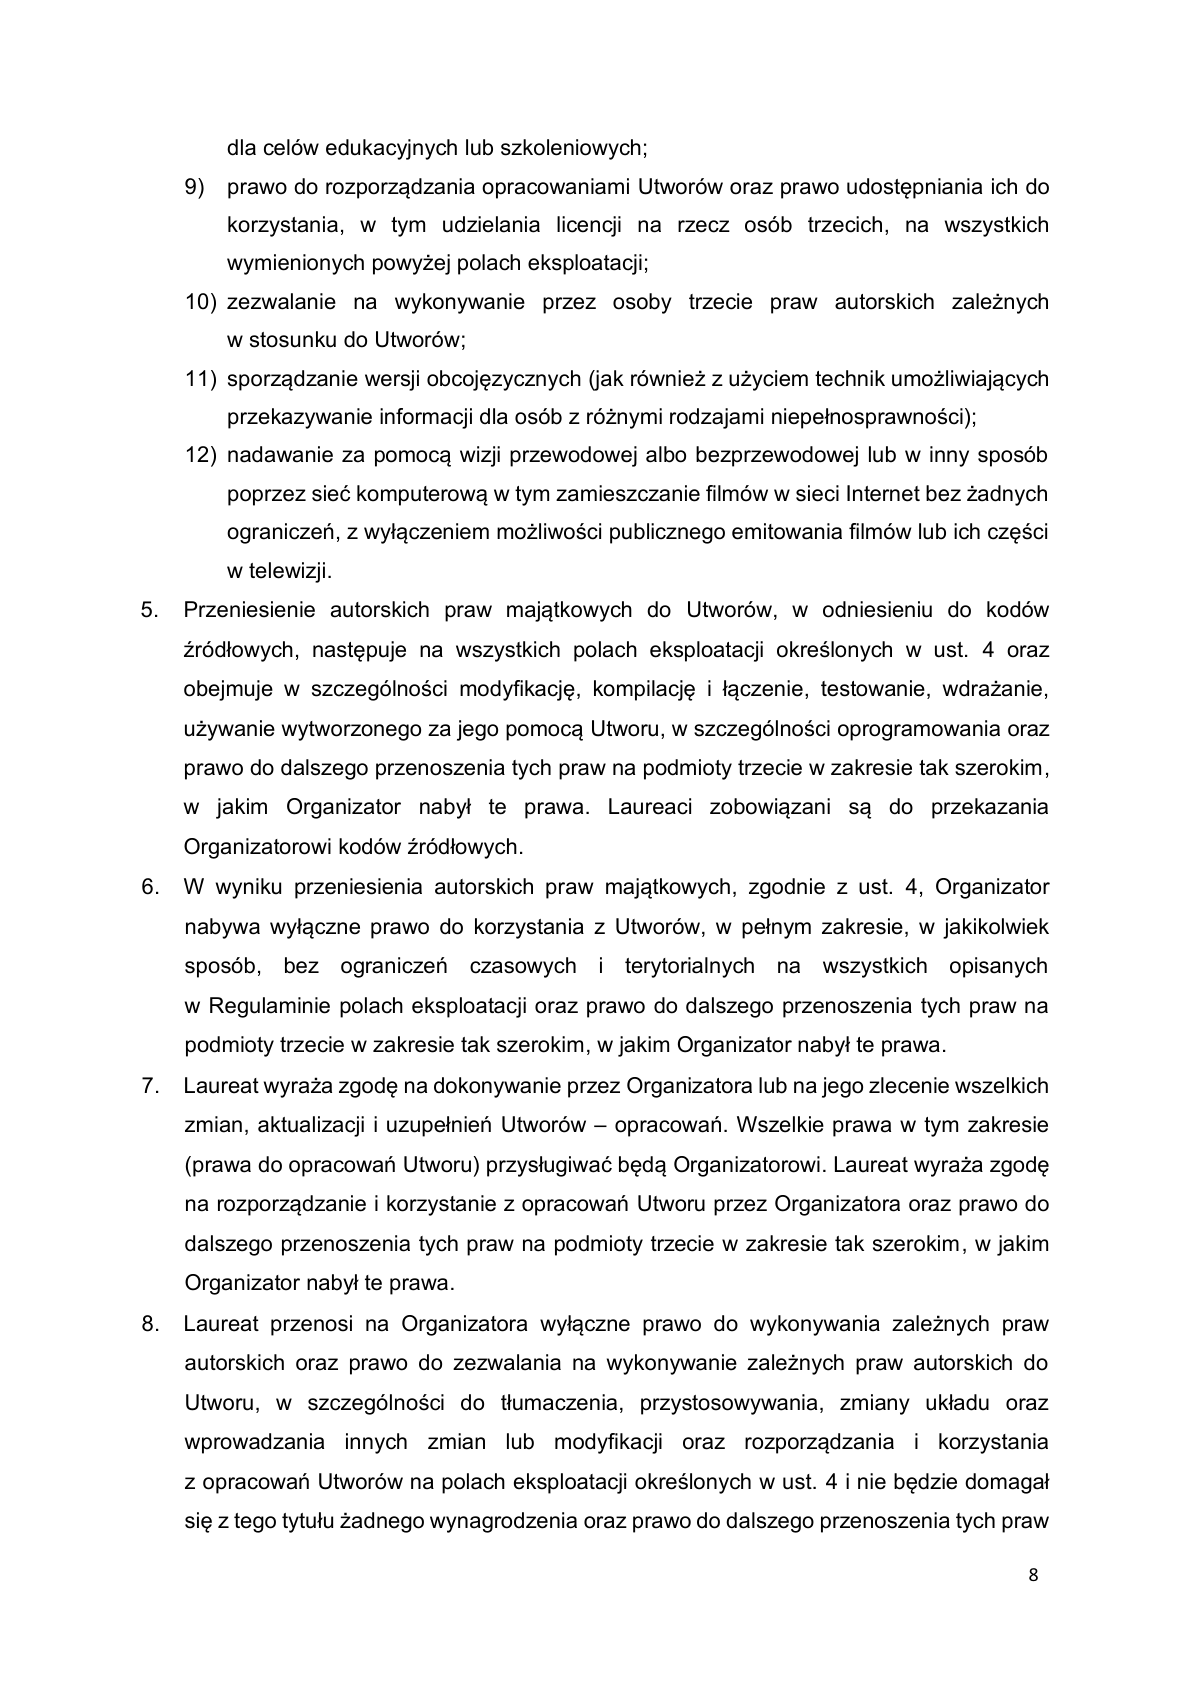 dla celów edukacyjnych lub szkoleniowych;
9) prawo do rozporządzania opracowaniami Utworów oraz prawo udostępniania ich do
korzystania, w tym udzielania licencji na rzecz osób trzecich, na wszystkich
wymienionych powyżej polach eksploatacji;
10) zezwalanie na wykonywanie przez osoby trzecie praw autorskich zależnych
w stosunku do Utworów;
11) sporządzanie wersji obcojęzycznych (jak również z użyciem technik umożliwiających
przekazywanie informacji dla osób z różnymi rodzajami niepełnosprawności);
12) nadawanie za pomocą wizji przewodowej albo bezprzewodowej lub w inny sposób
poprzez sieć komputerową w tym zamieszczanie filmów w sieci Internet bez żadnych
ograniczeń, z wyłączeniem możliwości publicznego emitowania filmów lub ich części
w telewizji.
5. Przeniesienie autorskich praw majątkowych do Utworów, w odniesieniu do kodów
źródłowych, następuje na wszystkich polach eksploatacji określonych w ust. 4 oraz
obejmuje w szczególności modyfikację, kompilację i łączenie, testowanie, wdrażanie,
używanie wytworzonego za jego pomocą Utworu, w szczególności oprogramowania oraz
prawo do dalszego przenoszenia tych praw na podmioty trzecie w zakresie tak szerokim,
w jakim Organizator nabył te prawa. Laureaci zobowiązani są do przekazania
Organizatorowi kodów źródłowych.
6. W wyniku przeniesienia autorskich praw majątkowych, zgodnie z ust. 4, Organizator
nabywa wyłączne prawo do korzystania z Utworów, w pełnym zakresie, w jakikolwiek
sposób, bez ograniczeń czasowych i terytorialnych na wszystkich opisanych
w Regulaminie polach eksploatacji oraz prawo do dalszego przenoszenia tych praw na
podmioty trzecie w zakresie tak szerokim, w jakim Organizator nabył te prawa.
7. Laureat wyraża zgodę na dokonywanie przez Organizatora lub na jego zlecenie wszelkich
zmian, aktualizacji i uzupełnień Utworów – opracowań. Wszelkie prawa w tym zakresie
(prawa do opracowań Utworu) przysługiwać będą Organizatorowi. Laureat wyraża zgodę
na rozporządzanie i korzystanie z opracowań Utworu przez Organizatora oraz prawo do
dalszego przenoszenia tych praw na podmioty trzecie w zakresie tak szerokim, w jakim
Organizator nabył te prawa.
8. Laureat przenosi na Organizatora wyłączne prawo do wykonywania zależnych praw
autorskich oraz prawo do zezwalania na wykonywanie zależnych praw autorskich do
Utworu, w szczególności do tłumaczenia, przystosowywania, zmiany układu oraz
wprowadzania innych zmian lub modyfikacji oraz rozporządzania i korzystania
z opracowań Utworów na polach eksploatacji określonych w ust. 4 i nie będzie domagał
się z tego tytułu żadnego wynagrodzenia oraz prawo do dalszego przenoszenia tych praw
8